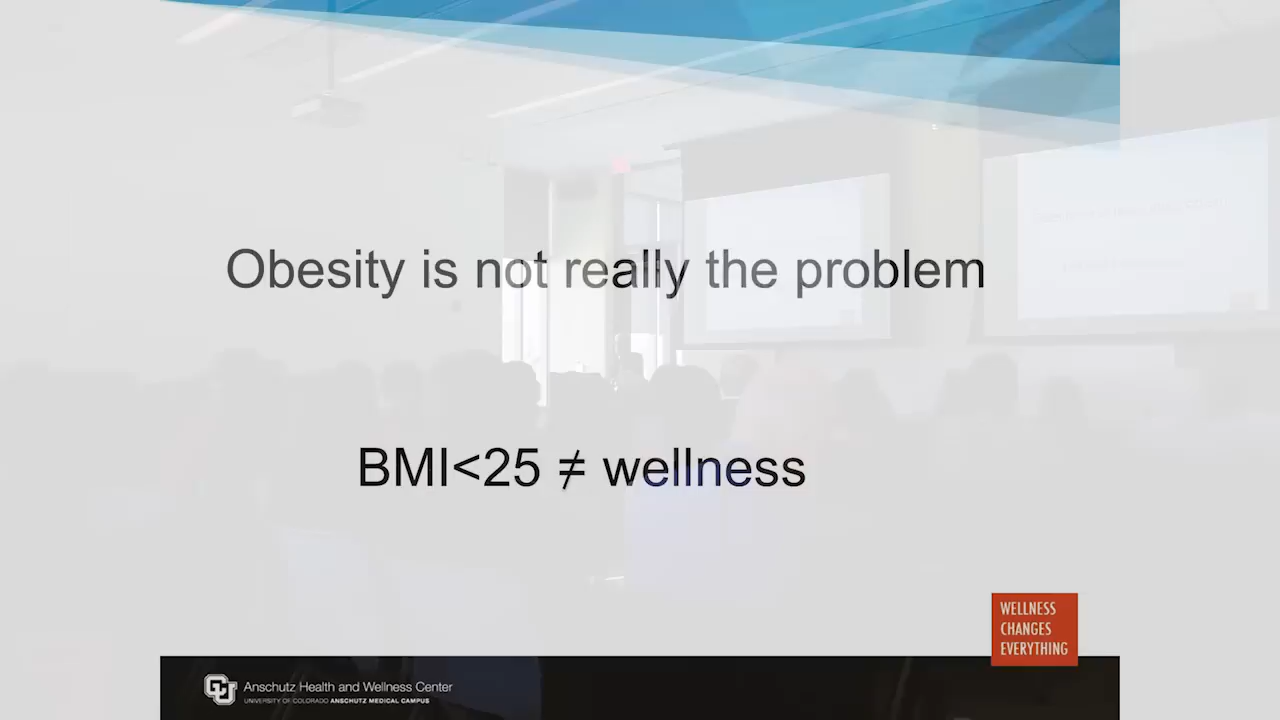 Obesity is not really the problem
BMI<25 ≠ wellness
WELLNESS
CHANGES
EVERYTHING
CU
Anschutz Health and Wellness Center
UNIVERSITY OF COLORADO ANSCHUTZ MEDICAL CAMPUS